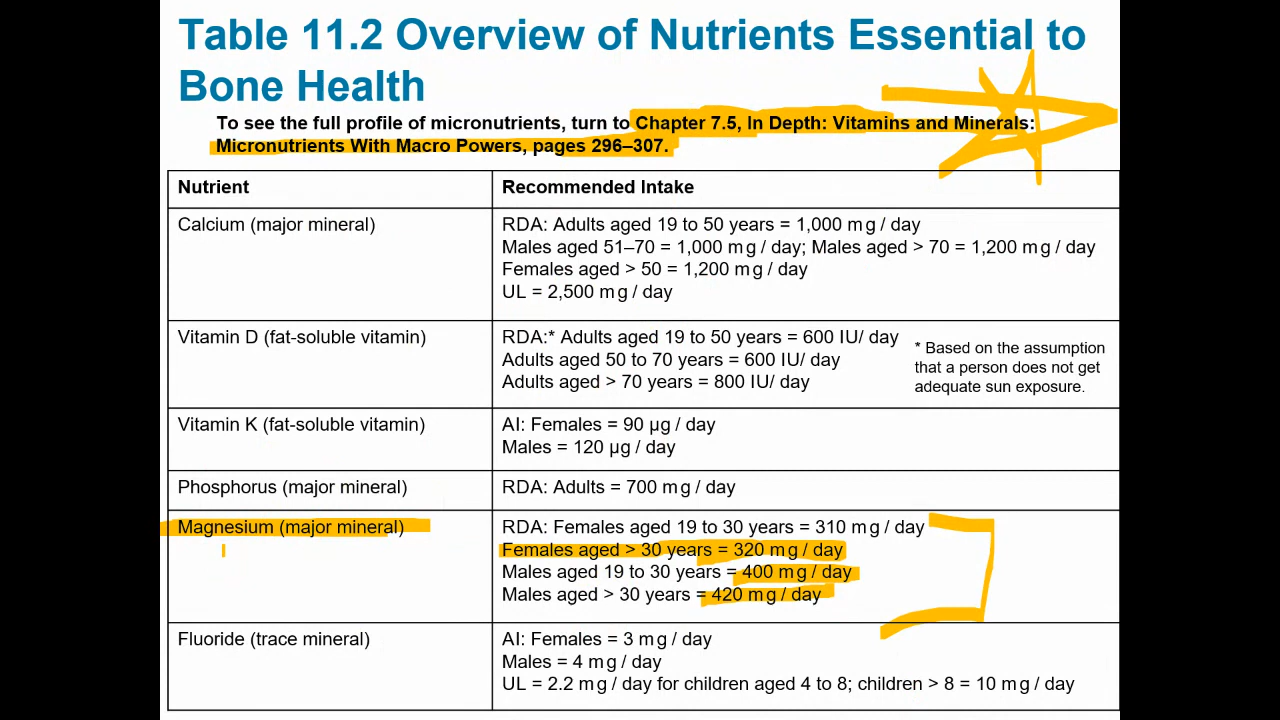 Table 11.2 Overview of Nutrients Essential to
Bone Health
To see the full profile of micronutrients, turn to Chapter 7.5, In Depth: Vitamins and Minerals:
Micronutrients With Macro Powers, pages 296–307.
Nutrient
Recommended Intake
Calcium (major mineral)
RDA: Adults aged 19 to 50 years = 1,000 mg / day
Males aged 51–70 = 1,000 mg / day; Males aged > 70 = 1,200 mg / day
Females aged > 50 = 1,200 mg / day
UL = 2,500 mg / day
Vitamin D (fat-soluble vitamin)
RDA:* Adults aged 19 to 50 years = 600 IU/ day
Adults aged 50 to 70 years = 600 IU/ day
Adults aged > 70 years = 800 IU/ day
* Based on the assumption
that a person does not get
adequate sun exposure.
Vitamin K (fat-soluble vitamin)
AI: Females = 90 μg / day
Males = 120 μg / day
Phosphorus (major mineral)
RDA: Adults = 700 mg / day
Magnesium (major mineral)
RDA: Females aged 19 to 30 years = 310 mg / day
Females aged > 30 years = 320 mg / day
Males aged 19 to 30 years = 400 mg / day
Males aged > 30 years = 420 mg / day
Fluoride (trace mineral)
AI: Females = 3 mg / day
Males = 4 mg / day
UL = 2.2 mg / day for children aged 4 to 8; children > 8 = 10 mg / day